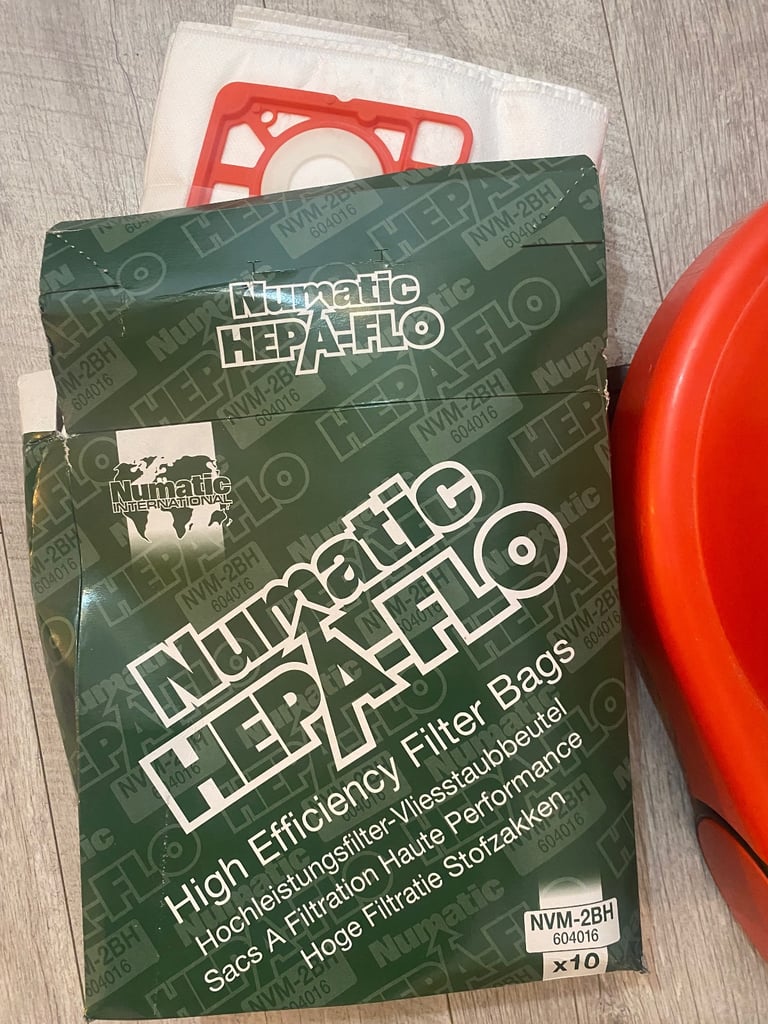 Numatic
HEPA-FLO
Numatic
INTERNATIONAL
Numatic
HEPA-FLO
High Efficiency Filter Bags
Hochleistungsfilter-Vliesstaubbeutel
Sacs A Filtration Haute Performance
Hoge Filtratie Stofzakken
NVM-2BH
604016
x10